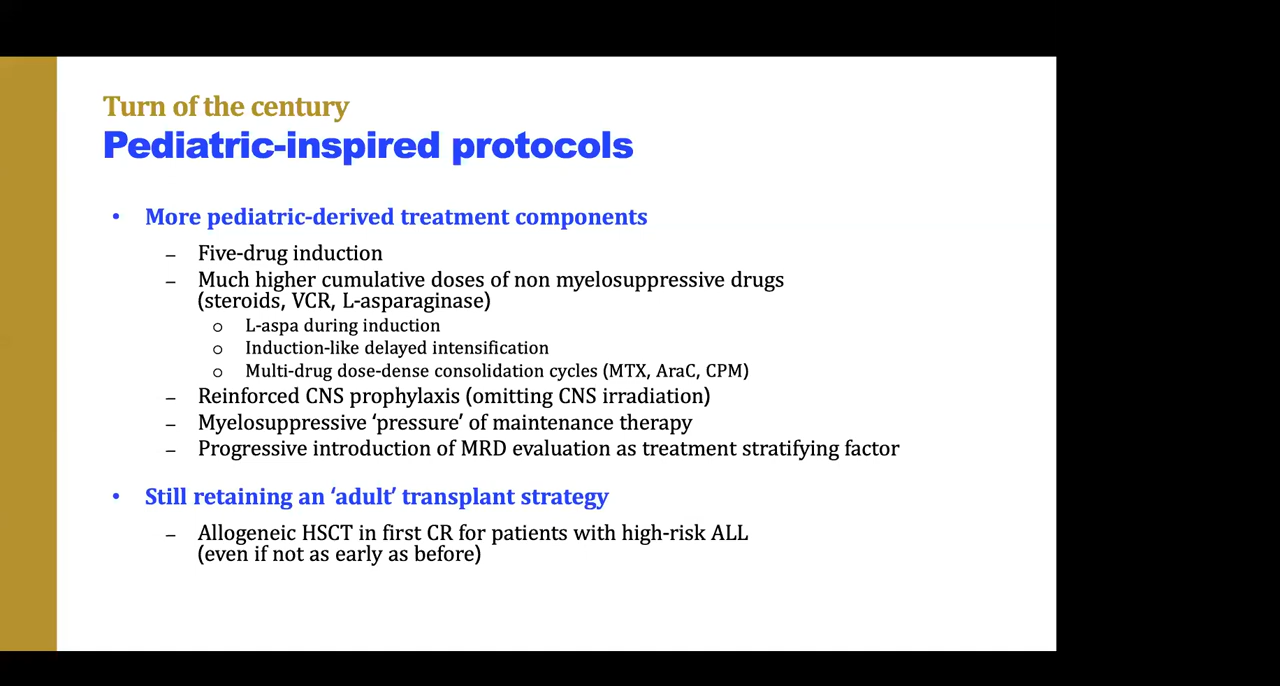 Turn of the century
Pediatric-inspired protocols
• More pediatric-derived treatment components
– Five-drug induction
– Much higher cumulative doses of non myelosuppressive drugs
(steroids, VCR, L-asparaginase)
o L-aspa during induction
o Induction-like delayed intensification
o Multi-drug dose-dense consolidation cycles (MTX, AraC, CPM)
– Reinforced CNS prophylaxis (omitting CNS irradiation)
– Myelosuppressive ‘pressure’ of maintenance therapy
– Progressive introduction of MRD evaluation as treatment stratifying factor
• Still retaining an ‘adult’ transplant strategy
– Allogeneic HSCT in first CR for patients with high-risk ALL
(even if not as early as before)